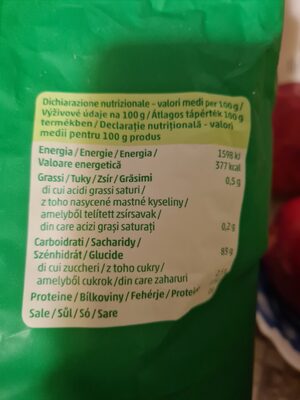 Dichiarazione nutrizionale - valori medi per 100 g /
Výživové údaje na 100 g / Átlagos tápérték 100 g
termékben / Declarație nutrițională - valori
medii pentru 100 g produs
Energia / Energie / Energia /
1598 kJ
Valoare energetică
377 kcal
Grassi / Tuky / Zsír / Grăsimi
0,5 g
di cui acidi grassi saturi /
z toho nasycené mastné kyseliny /
amelyből telített zsírsavak /
din care acizi grași saturați
0,2 g
Carboidrati / Sacharidy /
Szénhidrát / Glucide
85 g
di cui zuccheri / z toho cukry /
amelyből cukrok / din care zaharuri
Proteine / Bílkoviny / Fehérje /
Sale / Sůl / Só / Sare